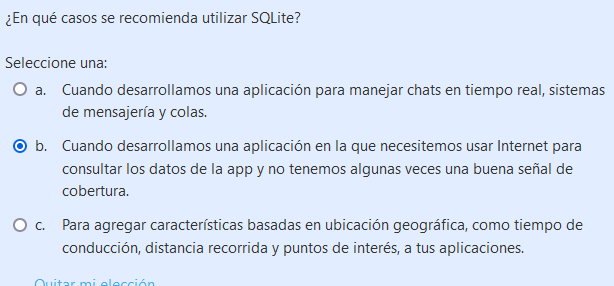 ¿En qué casos se recomienda utilizar SQLite?
Seleccione una:
a. Cuando desarrollamos una aplicación para manejar chats en tiempo real, sistemas
de mensajería y colas.
b. Cuando desarrollamos una aplicación en la que necesitemos usar Internet para
consultar los datos de la app y no tenemos algunas veces una buena señal de
cobertura.
c. Para agregar características basadas en ubicación geográfica, como tiempo de
conducción, distancia recorrida y puntos de interés, a tus aplicaciones.
Quitar mi elección